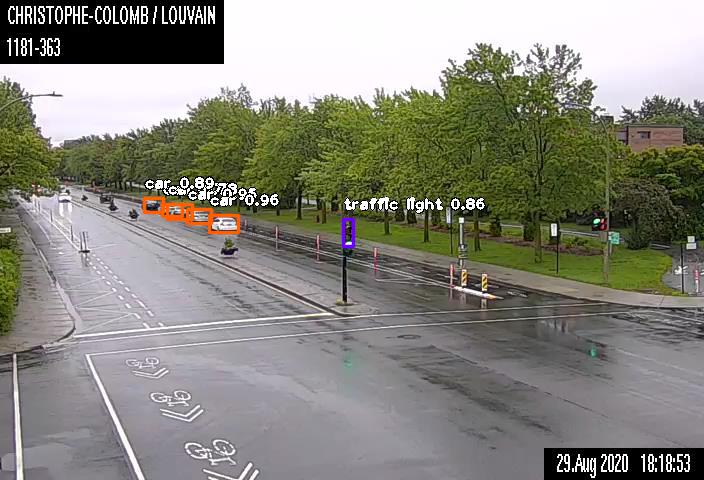 CHRISTOPHE-COLOMB / LOUVAIN
1181-363
car 0.89
car 0.96
traffic light 0.86
29.Aug 2020 18:18:53